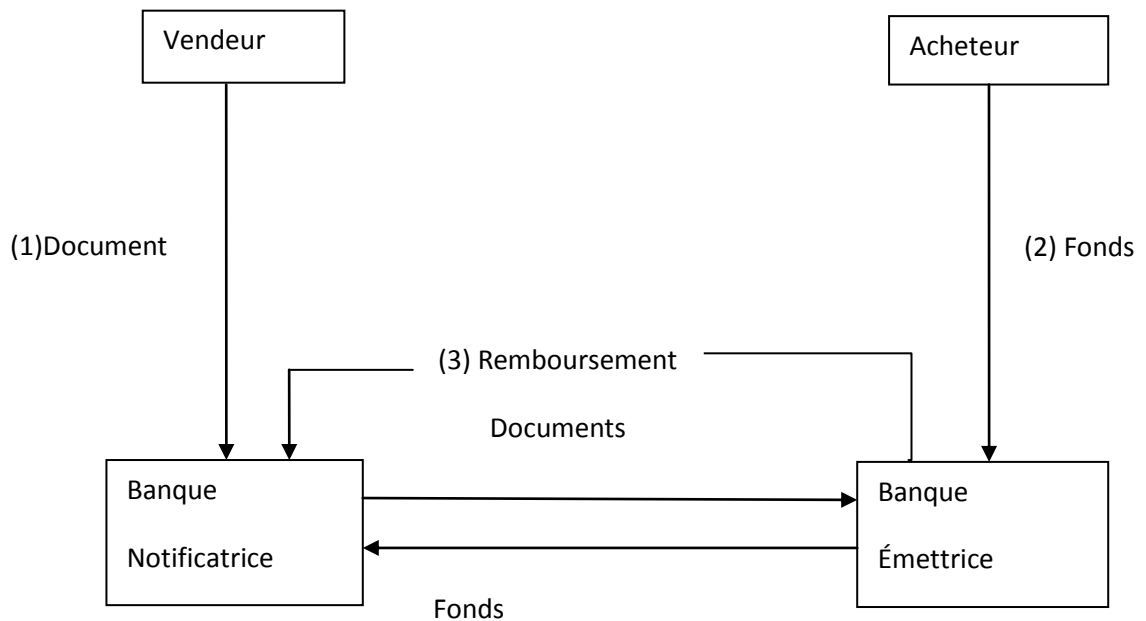 Vendeur
Acheteur
(1)Document
(2) Fonds
(3) Remboursement
Documents
Banque
Notificatrice
Banque
Émettrice
Fonds